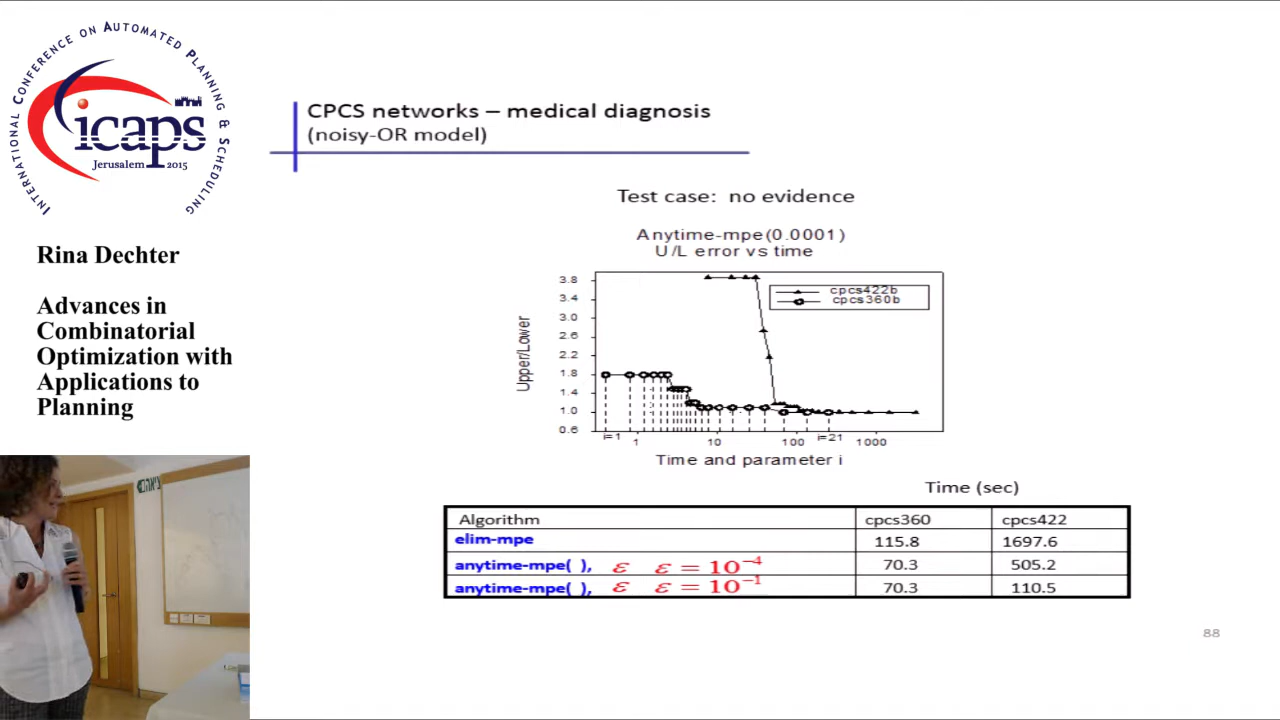 INTERNATIONAL CONFERENCE ON AUTOMATED PLANNING & SCHEDULING
icaps
Jerusalem 2015
Rina Dechter
Advances in
Combinatorial
Optimization with
Applications to
Planning
CPCS networks – medical diagnosis
(noisy-OR model)
Test case: no evidence
Anytime-mpe(0.0001)
U/L error vs time
Upper/Lower
3.8
3.4
3.0
2.6
2.2
1.8
1.4
1.0
0.6
cpcs422b
cpcs360b
i=1 1 10 100 i=21 1000
Time and parameter i
Time (sec)
Algorithm cpcs360 cpcs422
elim-mpe 115.8 1697.6
anytime-mpe( ), ε ε = 10⁻⁴ 70.3 505.2
anytime-mpe( ), ε ε = 10⁻¹ 70.3 110.5
88